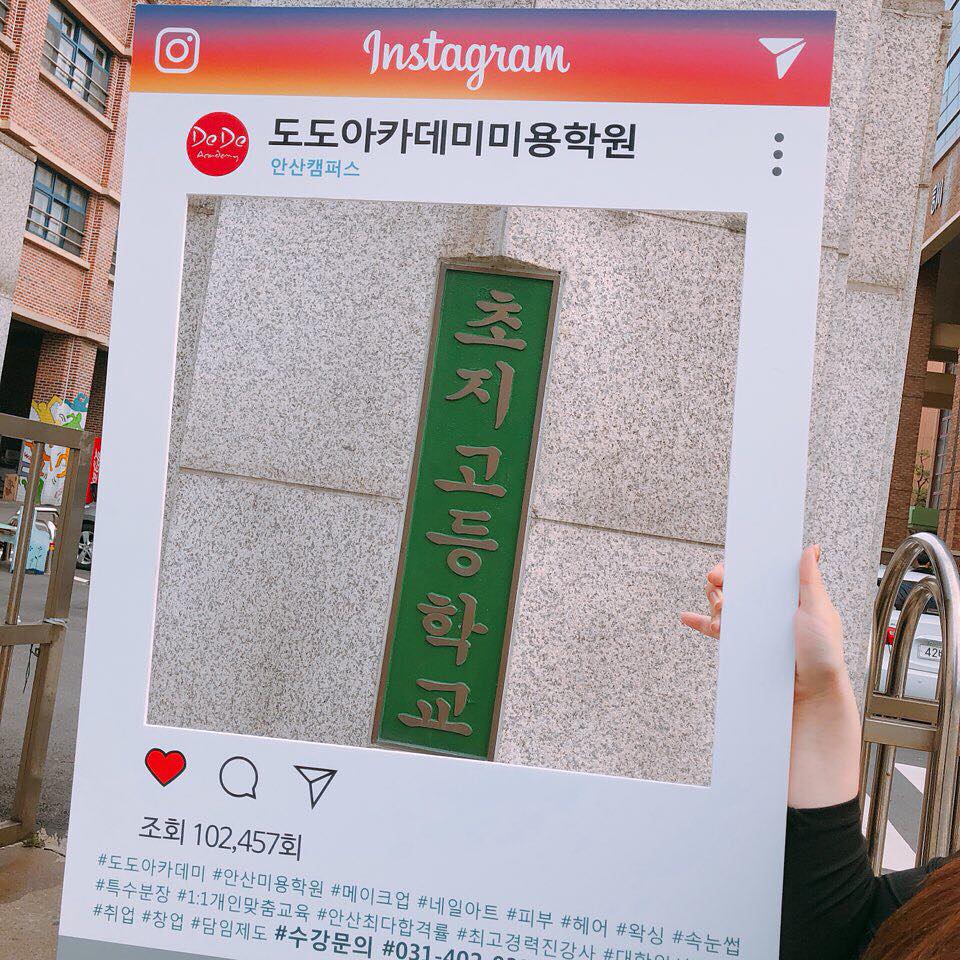 Instagram
DeDe
Academy
도도아카데미미용학원
안산캠퍼스
초지고등학교
조회 102,457회
#도도아카데미 #안산미용학원 #메이크업 #네일아트 #피부 #헤어 #왁싱 #속눈썹
#특수분장 #1:1개인맞춤교육 #안산최다합격률 #최고경력진강사
#취업 #창업 #담임제도 #수강문의 #031-402-